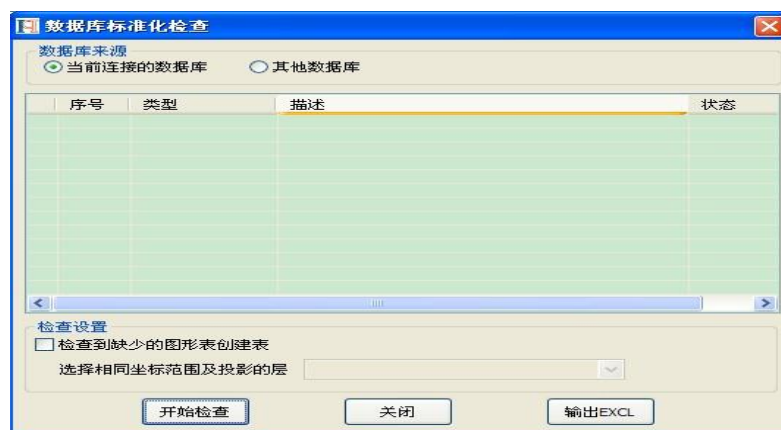 数据库标准化检查
数据库来源
当前连接的数据库 其他数据库
序号 类型 描述 状态
检查设置
检查到缺少的图形表创建表
选择相同坐标范围及投影的层
开始检查 关闭 输出EXCL